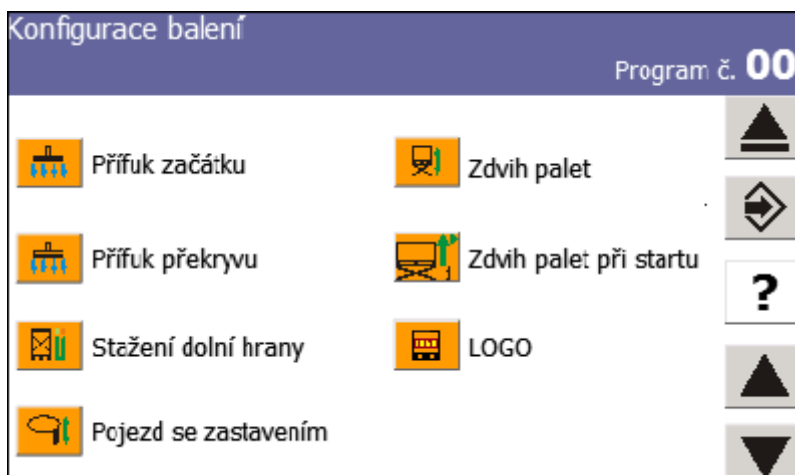 Konfigurace balení
Program č. 00
Přífuk začátku
Zdvih palet
Přífuk překryvu
Zdvih palet při startu
Stažení dolní hrany
LOGO
Pojezd se zastavením
?